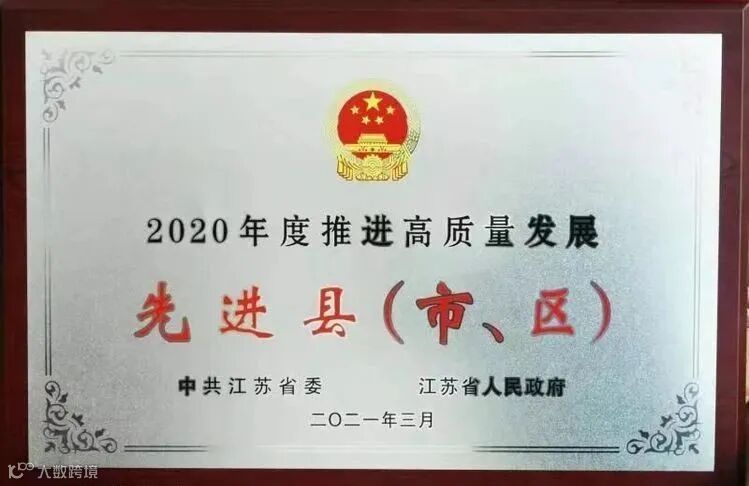 2020年度推进高质量发展
先进县（市、区）
中共江苏省委 江苏省人民政府
二〇二一年三月
大数跨境